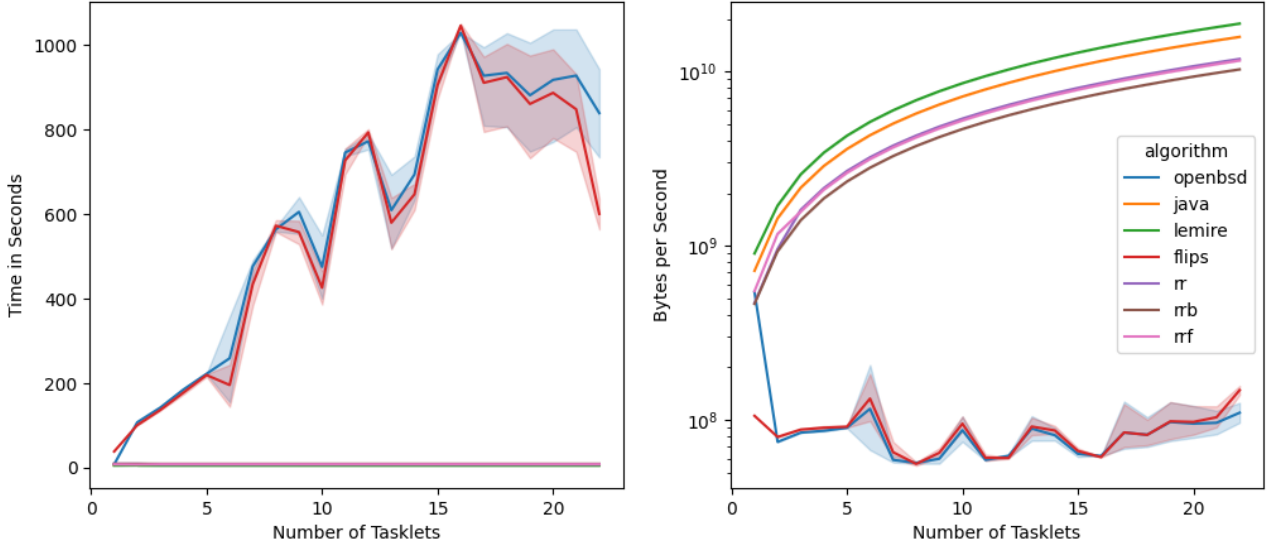 Time in Seconds
1000
800
600
400
200
0
0 5 10 15 20
Number of Tasklets
Bytes per Second
10^10
10^9
10^8
0 5 10 15 20
Number of Tasklets
algorithm
openbsd
java
lemire
flips
rr
rrb
rrf